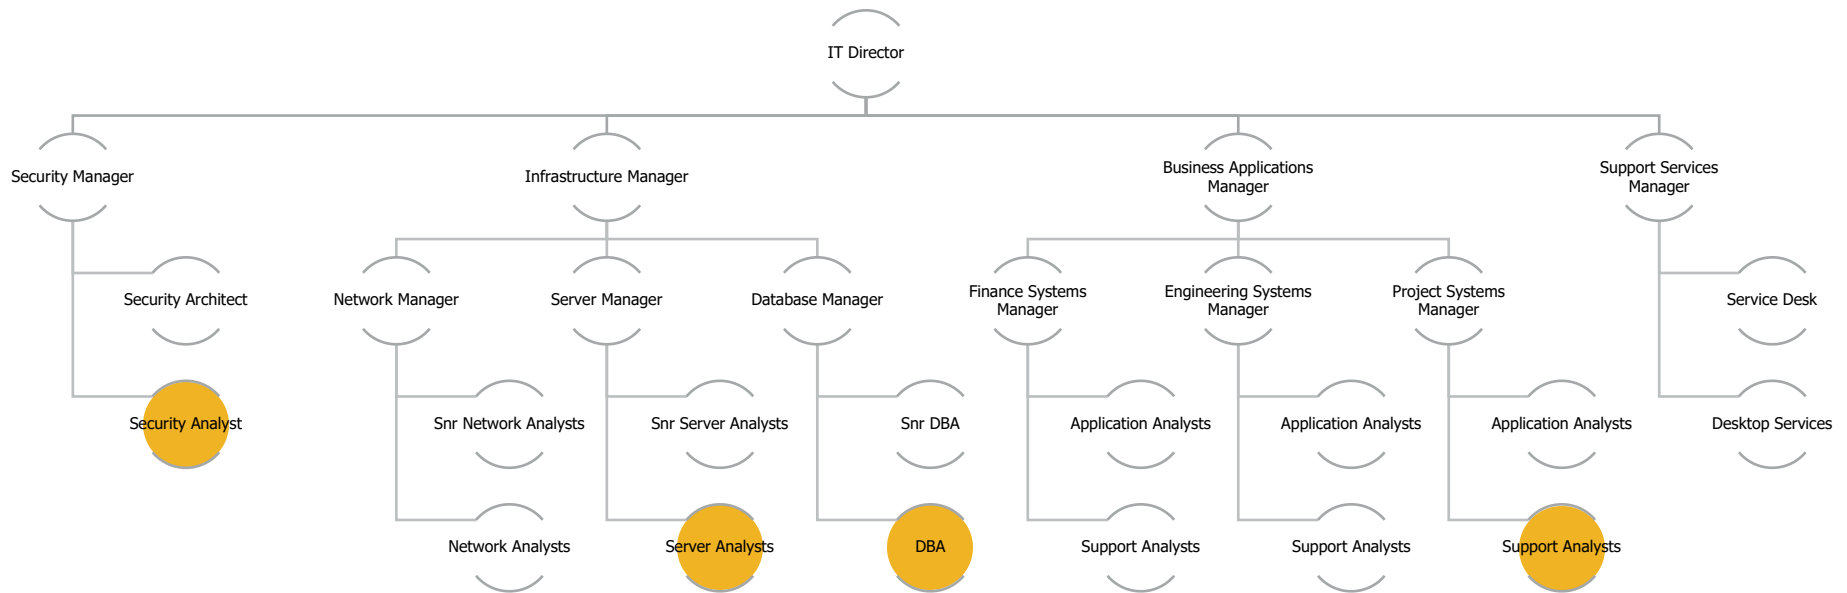 IT Director
Security Manager
Infrastructure Manager
Business Applications
Manager
Support Services
Manager
Security Architect
Network Manager
Server Manager
Database Manager
Finance Systems
Manager
Engineering Systems
Manager
Project Systems
Manager
Service Desk
Security Analyst
Snr Network Analysts
Snr Server Analysts
Snr DBA
Application Analysts
Application Analysts
Application Analysts
Desktop Services
Network Analysts
Server Analysts
DBA
Support Analysts
Support Analysts
Support Analysts